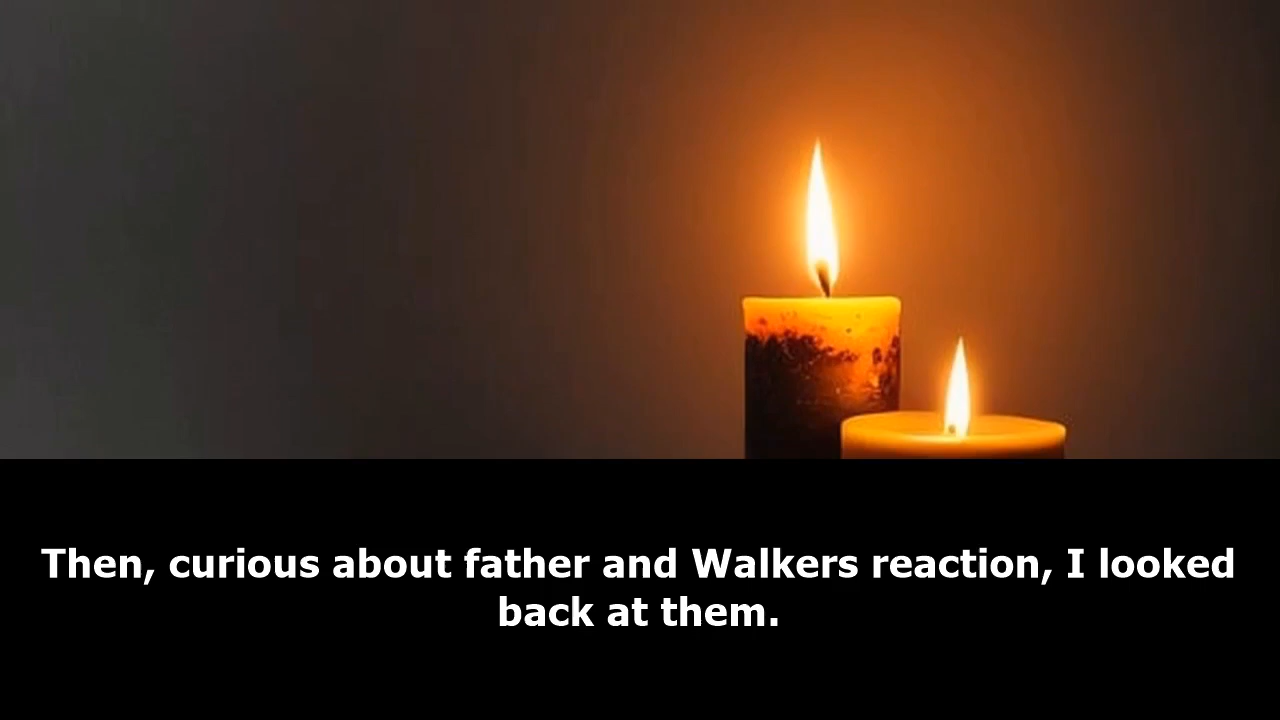 Then, curious about father and Walkers reaction, I looked
back at them.